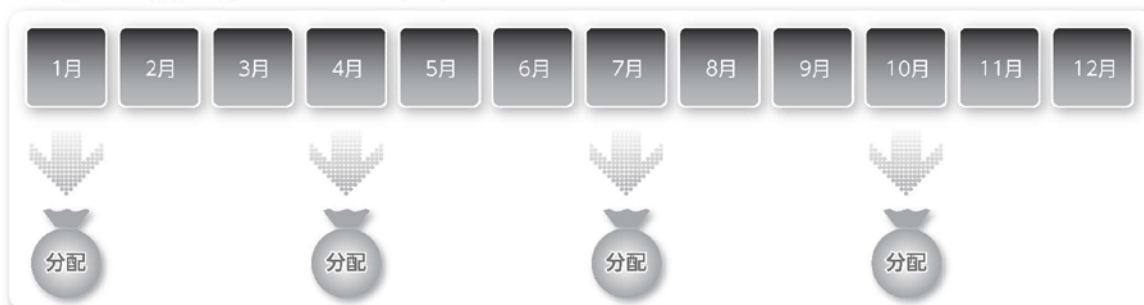 1月 2月 3月 4月 5月 6月 7月 8月 9月 10月 11月 12月
分配 分配 分配 分配